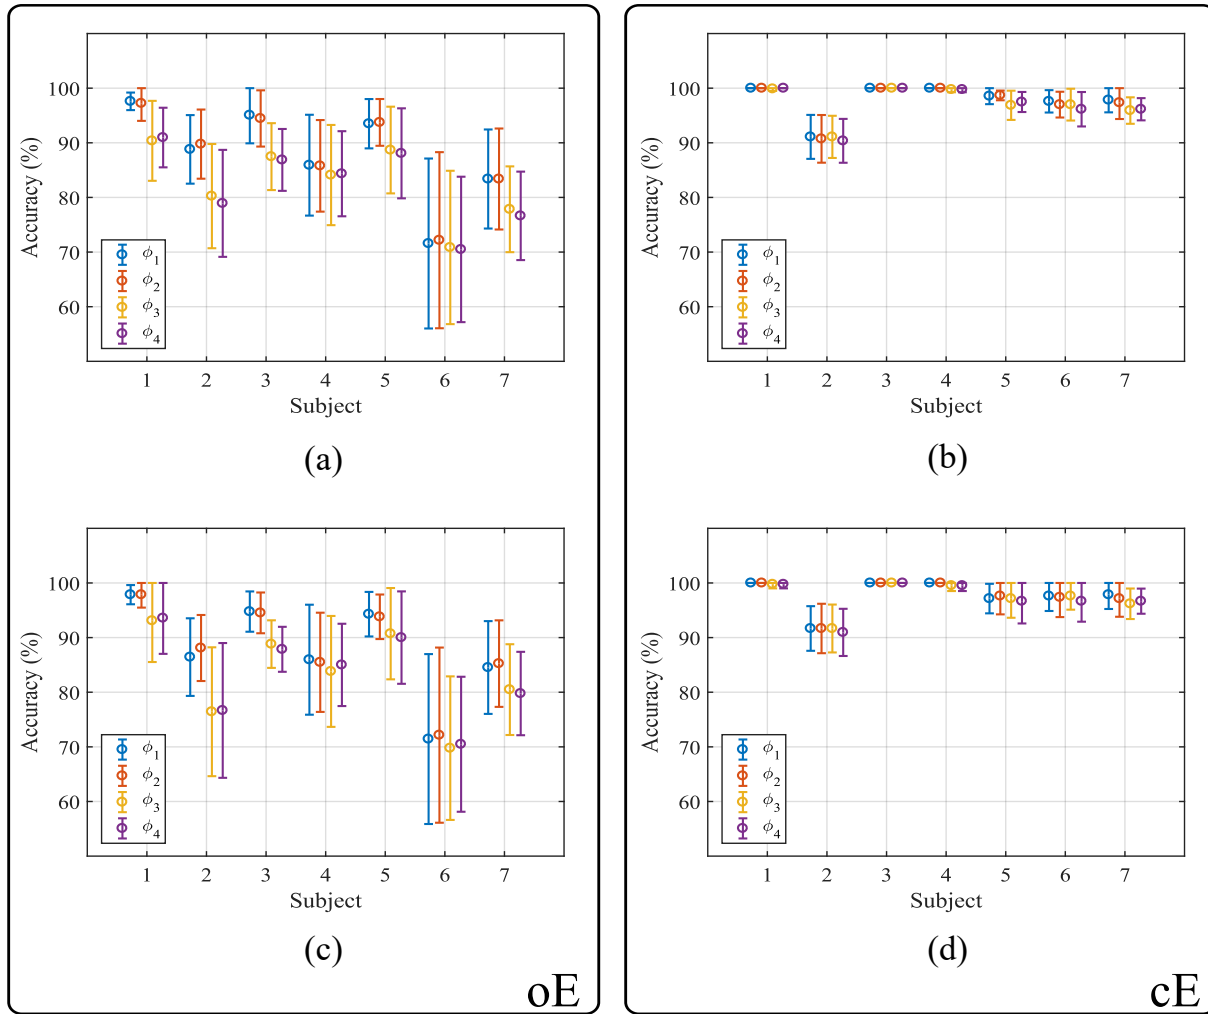 100
90
80
70
60
Accuracy (%)
ϕ1
ϕ2
ϕ3
ϕ4
1 2 3 4 5 6 7
Subject
(a)
100
90
80
70
60
Accuracy (%)
ϕ1
ϕ2
ϕ3
ϕ4
1 2 3 4 5 6 7
Subject
(b)
100
90
80
70
60
Accuracy (%)
ϕ1
ϕ2
ϕ3
ϕ4
1 2 3 4 5 6 7
Subject
(c)
oE
100
90
80
70
60
Accuracy (%)
ϕ1
ϕ2
ϕ3
ϕ4
1 2 3 4 5 6 7
Subject
(d)
cE